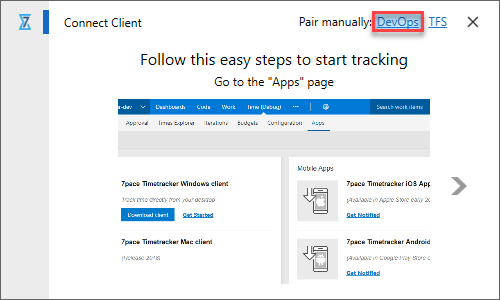 Connect Client
Pair manually: DevOps TFS
Follow this easy steps to start tracking
Go to the "Apps" page
er-dev Dashboards Code Work Time (Debug) Search work items
Approval Times Explorer Iterations Budgets Configuration Apps
7pace Timetracker Windows client
Track time directly from your desktop
Download client Get Started
7pace Timetracker Mac client
(Release 2018)
Mobile Apps
7pace Timetracker iOS App
(Available in Apple Store early 20
Get Notified
7pace Timetracker Android
(Available in Google Play Store e
Get Notified